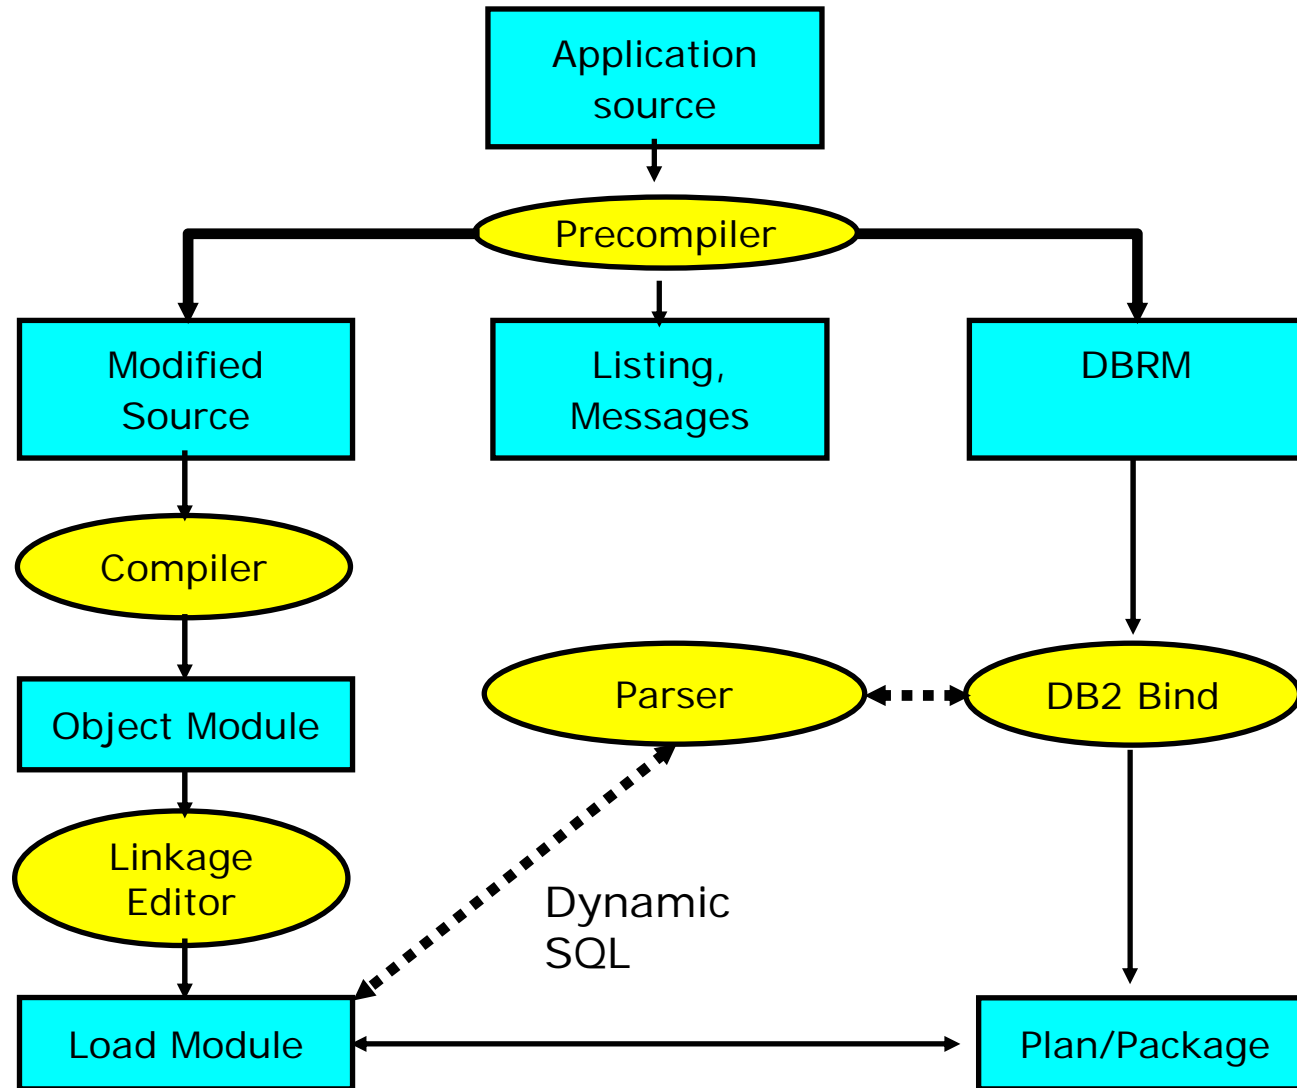 Application
source
Precompiler
Modified
Source
Listing,
Messages
DBRM
Compiler
Parser
DB2 Bind
Object Module
Linkage
Editor
Dynamic
SQL
Load Module
Plan/Package